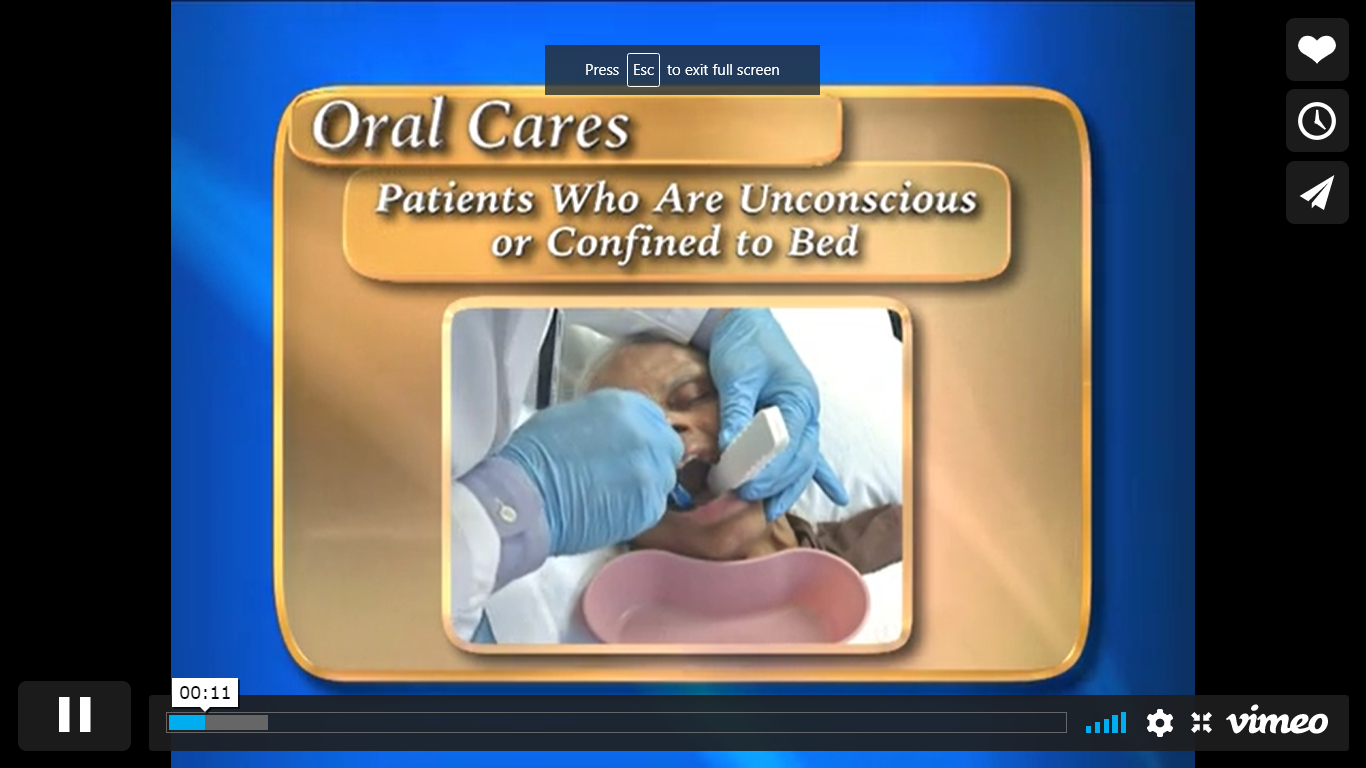 Press Esc to exit full screen
Oral Cares
Patients Who Are Unconscious
or Confined to Bed
00:11
vimeo